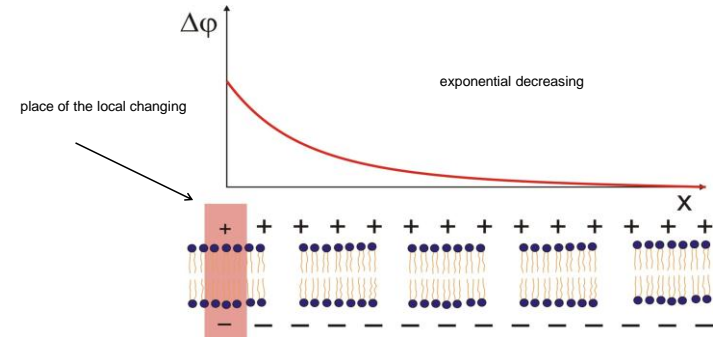 Δφ
exponential decreasing
place of the local changing
x
+ + + + + + + + + + + + + +
− − − − − − − − − − − − − −